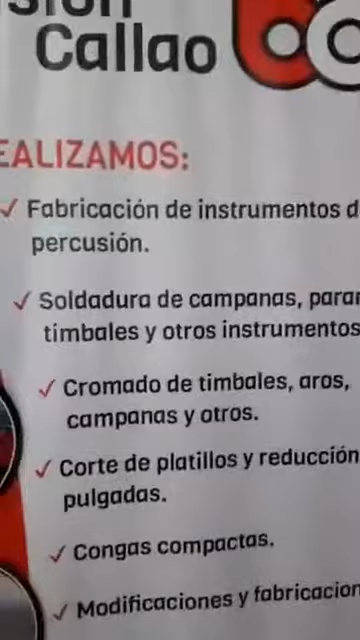 Callao
EALIZAMOS:
✓ Fabricación de instrumentos d
percusión.
✓ Soldadura de campanas, parar
timbales y otros instrumentos
✓ Cromado de timbales, aros,
campanas y otros.
✓ Corte de platillos y reducción
pulgadas.
✓ Congas compactas.
✓ Modificaciones y fabricacion